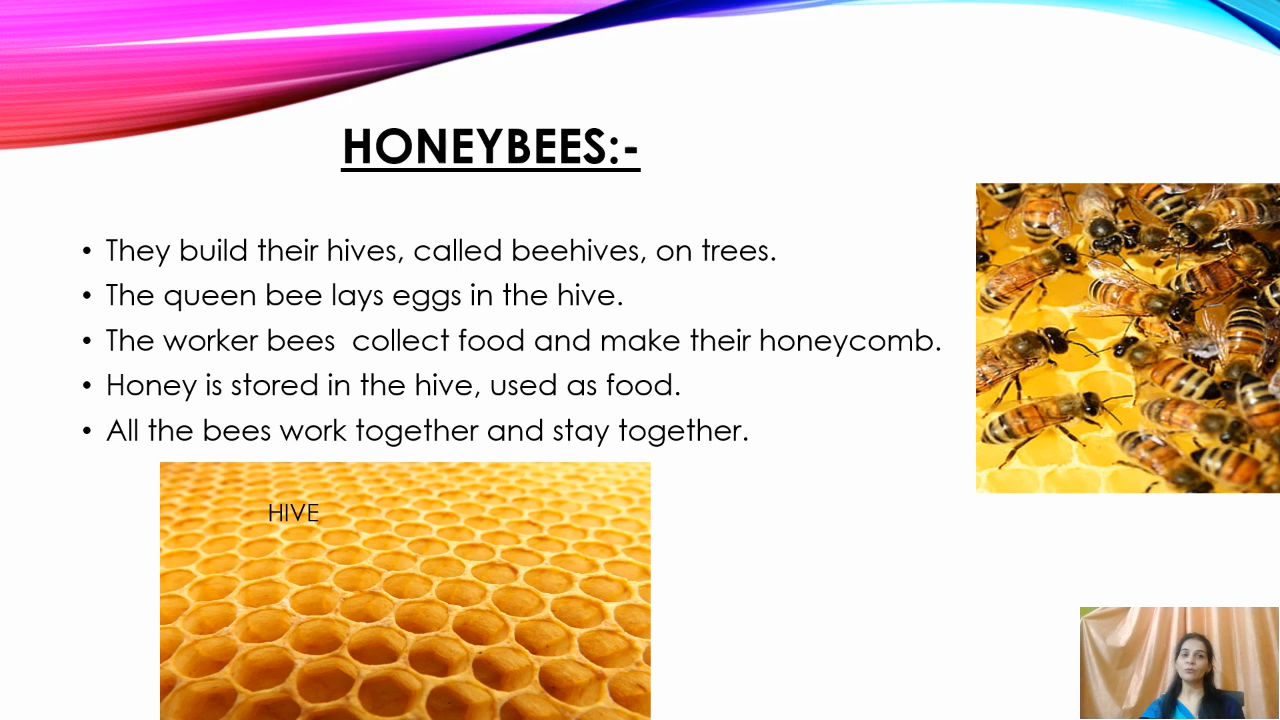 HONEYBEES:-
• They build their hives, called beehives, on trees.
• The queen bee lays eggs in the hive.
• The worker bees  collect food and make their honeycomb.
• Honey is stored in the hive, used as food.
• All the bees work together and stay together.
HIVE